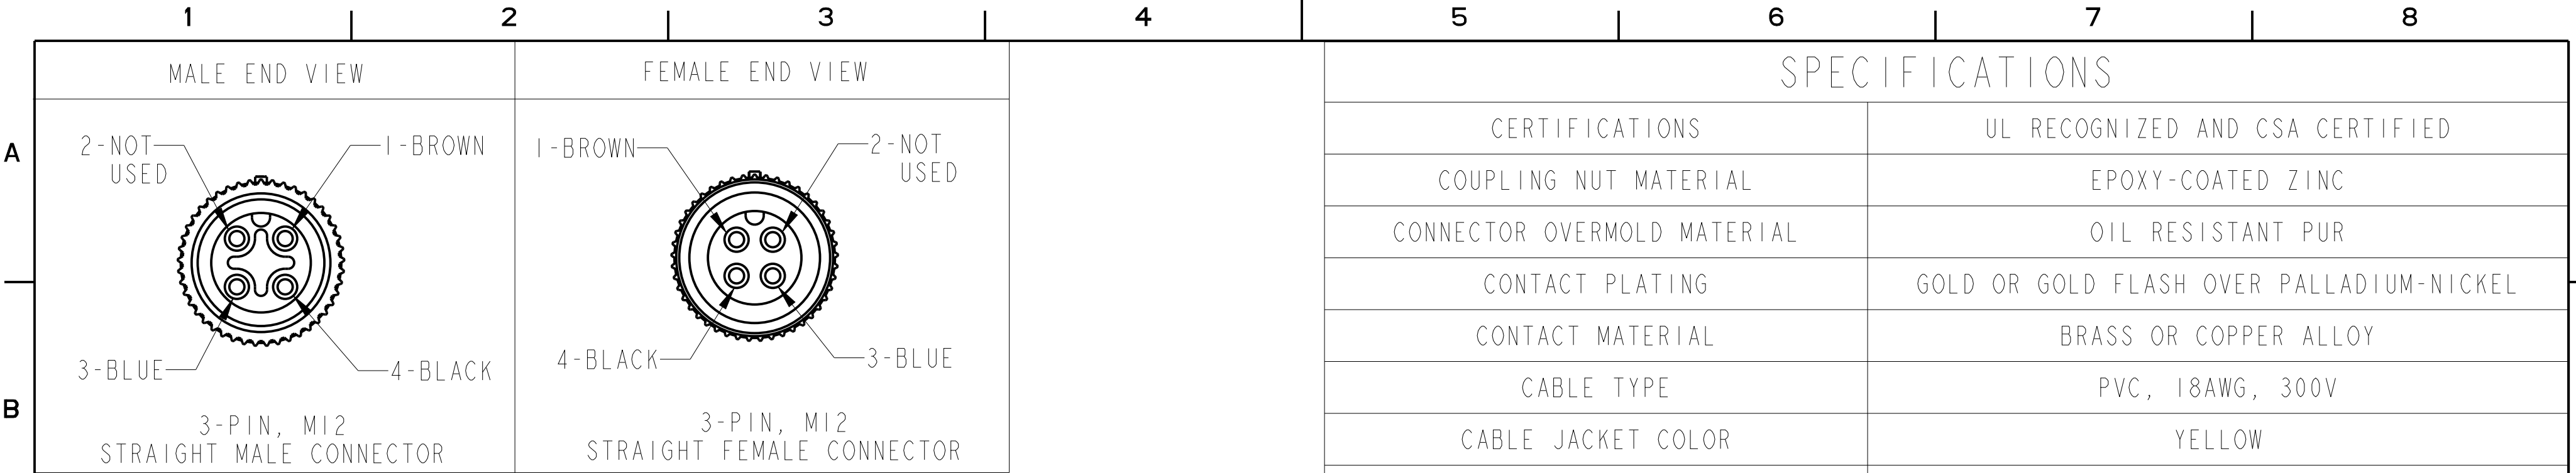 1 2 3 4 5 6 7 8
A
B
MALE END VIEW
2-NOT
USED
1-BROWN
3-BLUE
4-BLACK
3-PIN, M12
STRAIGHT MALE CONNECTOR
FEMALE END VIEW
1-BROWN
2-NOT
USED
4-BLACK
3-BLUE
3-PIN, M12
STRAIGHT FEMALE CONNECTOR
SPECIFICATIONS
CERTIFICATIONS UL RECOGNIZED AND CSA CERTIFIED
COUPLING NUT MATERIAL EPOXY-COATED ZINC
CONNECTOR OVERMOLD MATERIAL OIL RESISTANT PUR
CONTACT PLATING GOLD OR GOLD FLASH OVER PALLADIUM-NICKEL
CONTACT MATERIAL BRASS OR COPPER ALLOY
CABLE TYPE PVC, 18AWG, 300V
CABLE JACKET COLOR YELLOW